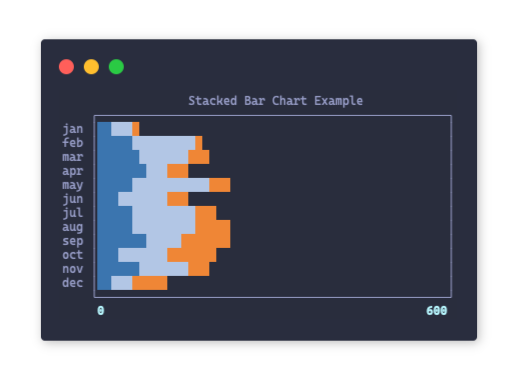 Stacked Bar Chart Example
jan
feb
mar
apr
may
jun
jul
aug
sep
oct
nov
dec
0 600